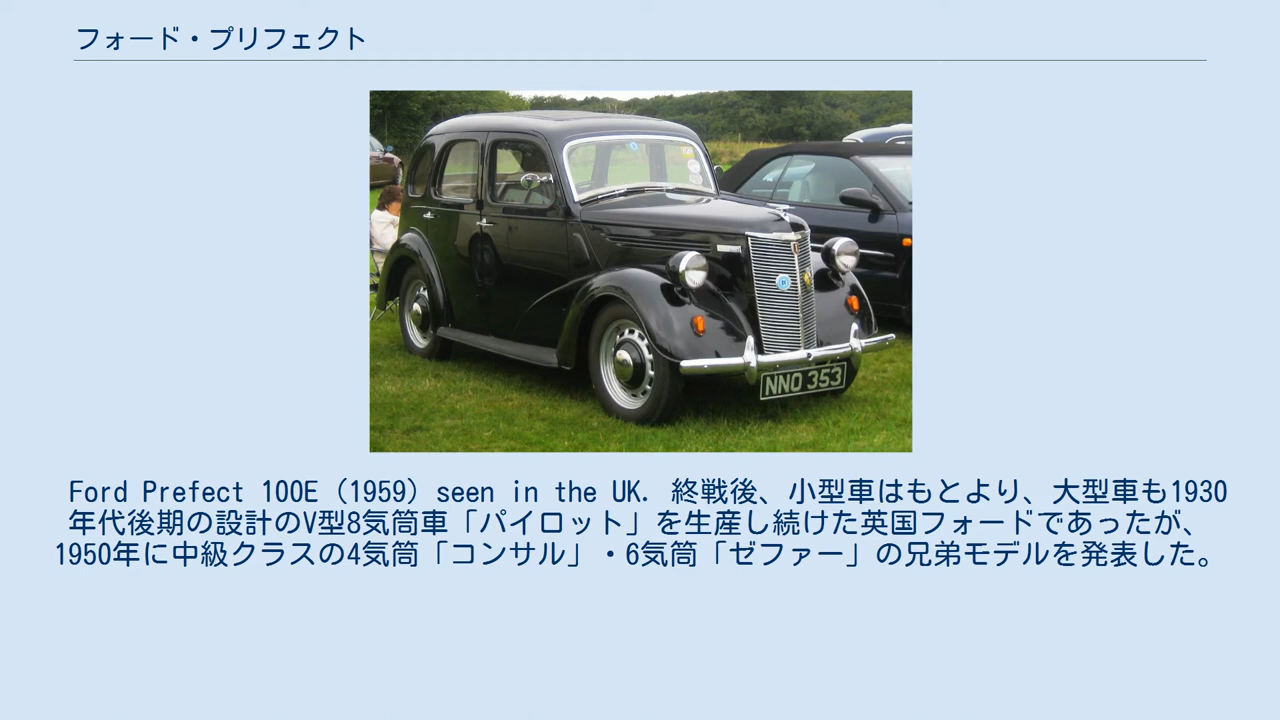 フォード・プリフェクト
NNO 353
Ford Prefect 100E (1959) seen in the UK. 終戦後、小型車はもとより、大型車も1930
年代後期の設計のV型8気筒車「パイロット」を生産し続けた英国フォードであったが、
1950年に中級クラスの4気筒「コンサル」・6気筒「ゼファー」の兄弟モデルを発表した。